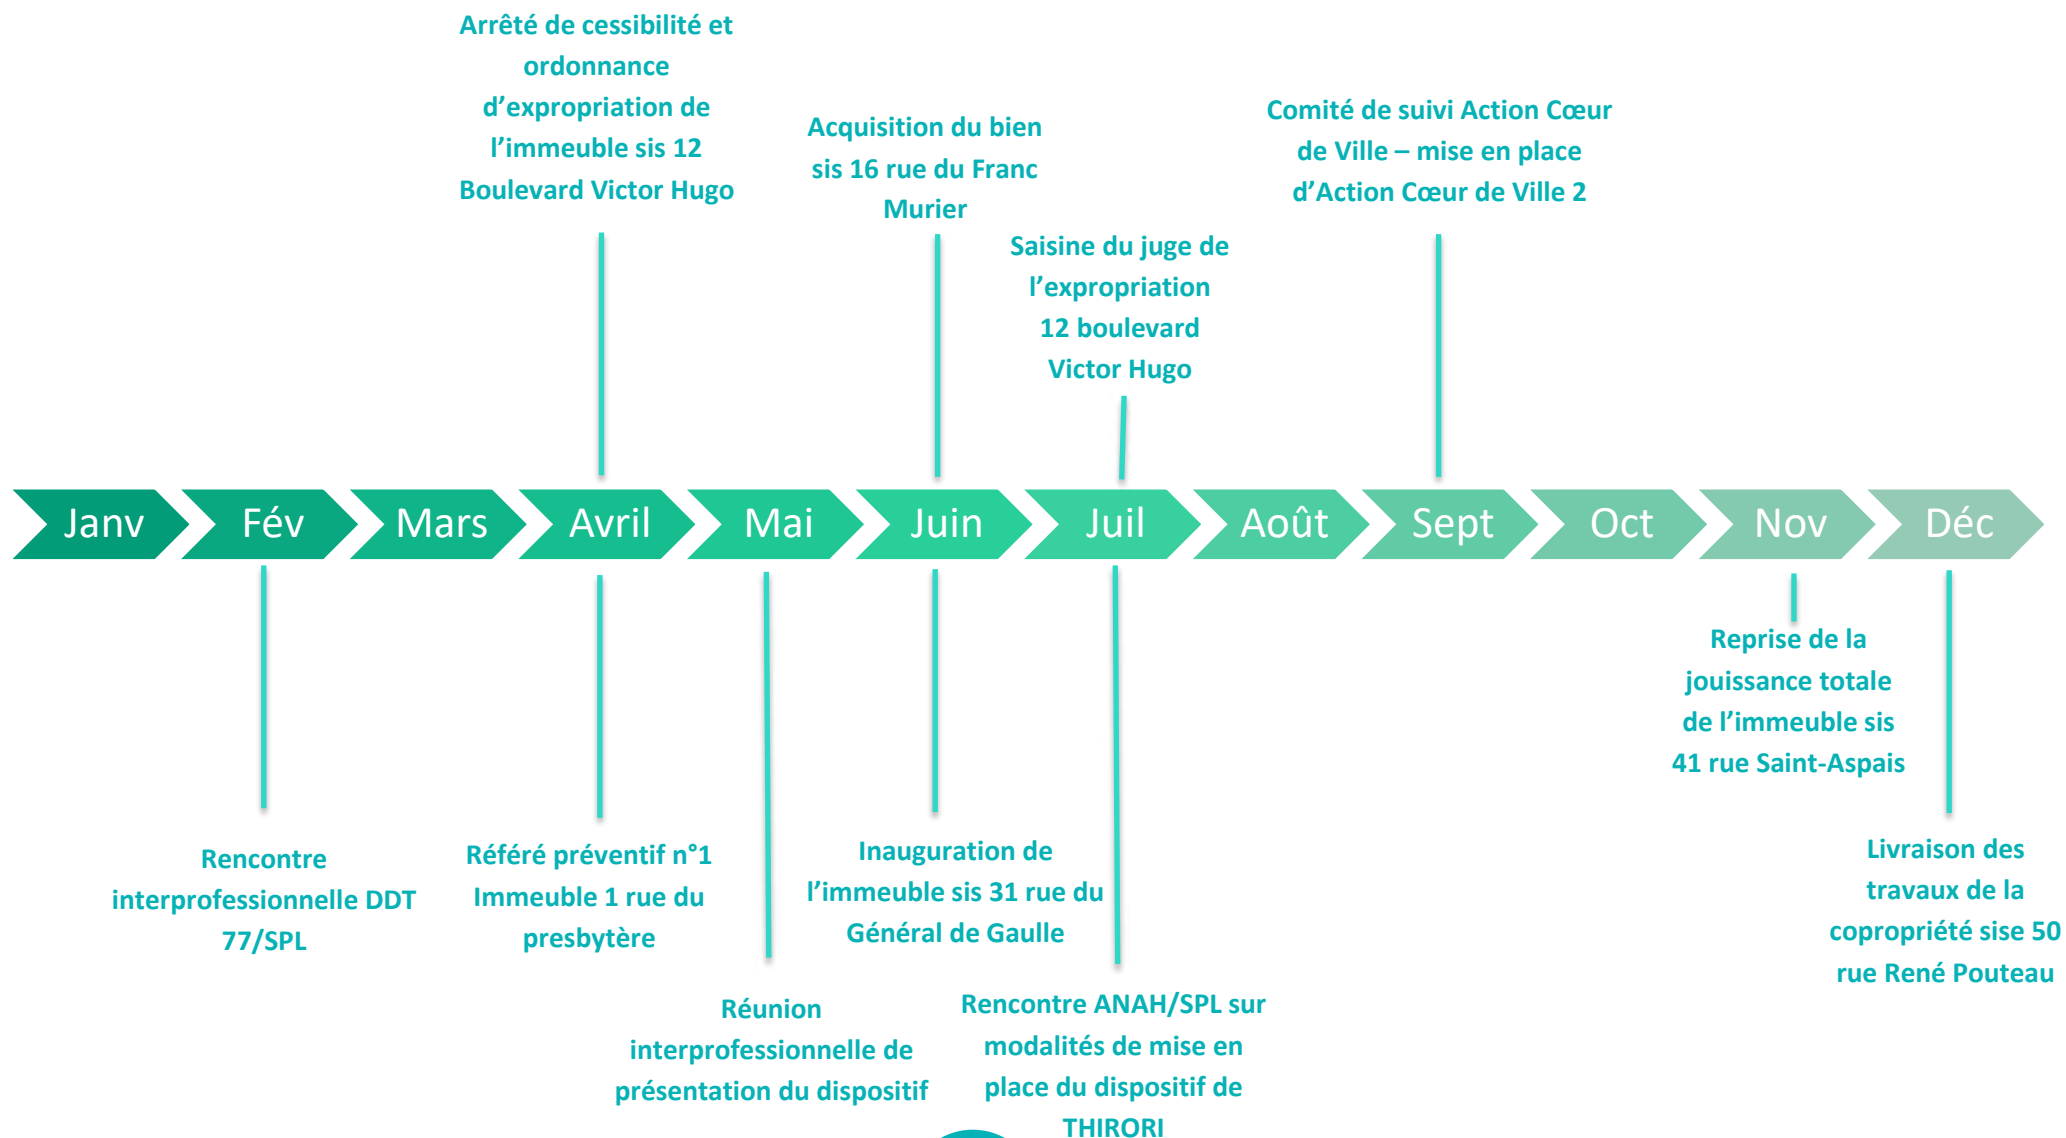 Arrêté de cessibilité et
ordonnance
d’expropriation de
l’immeuble sis 12
Boulevard Victor Hugo
Acquisition du bien
sis 16 rue du Franc
Murier
Saisine du juge de
l’expropriation
12 boulevard
Victor Hugo
Comité de suivi Action Cœur
de Ville – mise en place
d’Action Cœur de Ville 2
Janv
Fév
Mars
Avril
Mai
Juin
Juil
Août
Sept
Oct
Nov
Déc
Rencontre
interprofessionnelle DDT
77/SPL
Référé préventif n°1
Immeuble 1 rue du
presbytère
Réunion
interprofessionnelle de
présentation du dispositif
Inauguration de
l’immeuble sis 31 rue du
Général de Gaulle
Rencontre ANAH/SPL sur
modalités de mise en
place du dispositif de
THIRORI
Reprise de la
jouissance totale
de l’immeuble sis
41 rue Saint-Aspais
Livraison des
travaux de la
copropriété sise 50
rue René Pouteau